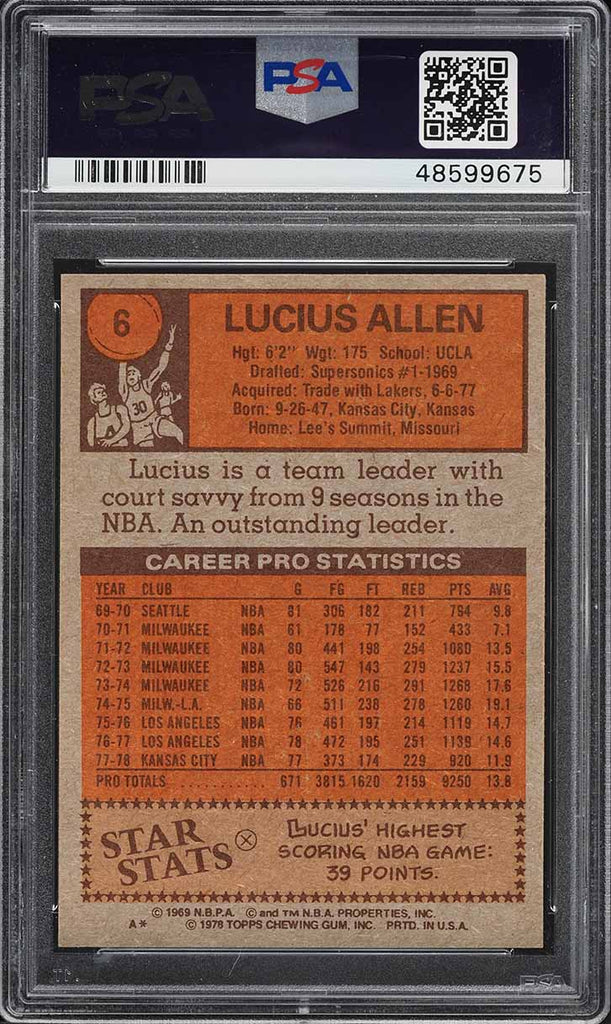 PSA
PSA
48599675
6
LUCIUS ALLEN
Hgt: 6'2" Wgt: 175 School: UCLA
Drafted: Supersonics #1-1969
Acquired: Trade with Lakers, 6-6-77
Born: 9-26-47, Kansas City, Kansas
Home: Lee's Summit, Missouri
30
Lucius is a team leader with
court savvy from 9 seasons in the
NBA. An outstanding leader.
CAREER PRO STATISTICS
YEAR CLUB G FG FT REB PTS AVG
69-70 SEATTLE NBA 81 306 182 211 794 9.8
70-71 MILWAUKEE NBA 61 178 77 152 433 7.1
71-72 MILWAUKEE NBA 80 441 198 254 1080 13.5
72-73 MILWAUKEE NBA 80 547 143 279 1237 15.5
73-74 MILWAUKEE NBA 72 526 216 291 1268 17.6
74-75 MILW.-L.A. NBA 66 511 238 278 1260 19.1
75-76 LOS ANGELES NBA 76 461 197 214 1119 14.7
76-77 LOS ANGELES NBA 78 472 195 251 1139 14.6
77-78 KANSAS CITY NBA 77 373 174 229 920 11.9
PRO TOTALS ........... 671 3815 1620 2159 9250 13.8
STAR
STATS
LUCIUS' HIGHEST
SCORING NBA GAME:
39 POINTS.
© 1969 N.B.P.A. © and TM N.B.A. PROPERTIES, INC.
A* © 1978 TOPPS CHEWING GUM, INC. PRTD. IN U.S.A.
PSA